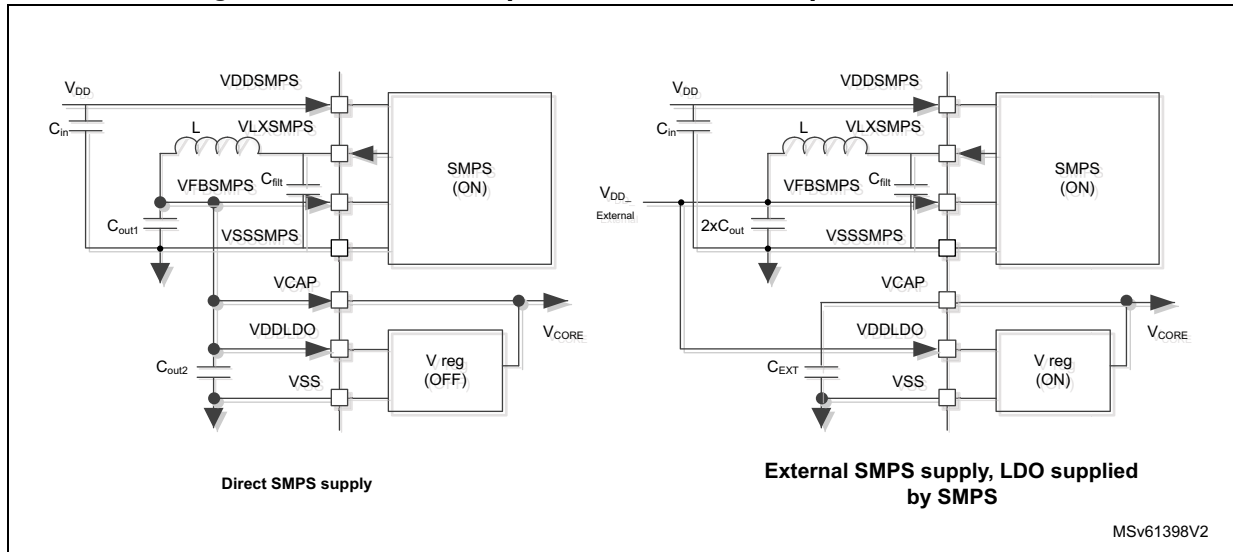 VDDSMPS
VDD
Cin
L
VLXSMPS
SMPS
(ON)
VFBSMPS
Cfilt
Cout1
VSSSMPS
VCAP
VCORE
VDDLDO
V reg
(OFF)
Cout2
VSS
Direct SMPS supply
VDDSMPS
VDD
Cin
L
VLXSMPS
SMPS
(ON)
VFBSMPS
Cfilt
VDD_
External
2xCout
VSSSMPS
VCAP
VCORE
VDDLDO
V reg
(ON)
CEXT
VSS
External SMPS supply, LDO supplied
by SMPS
MSv61398V2